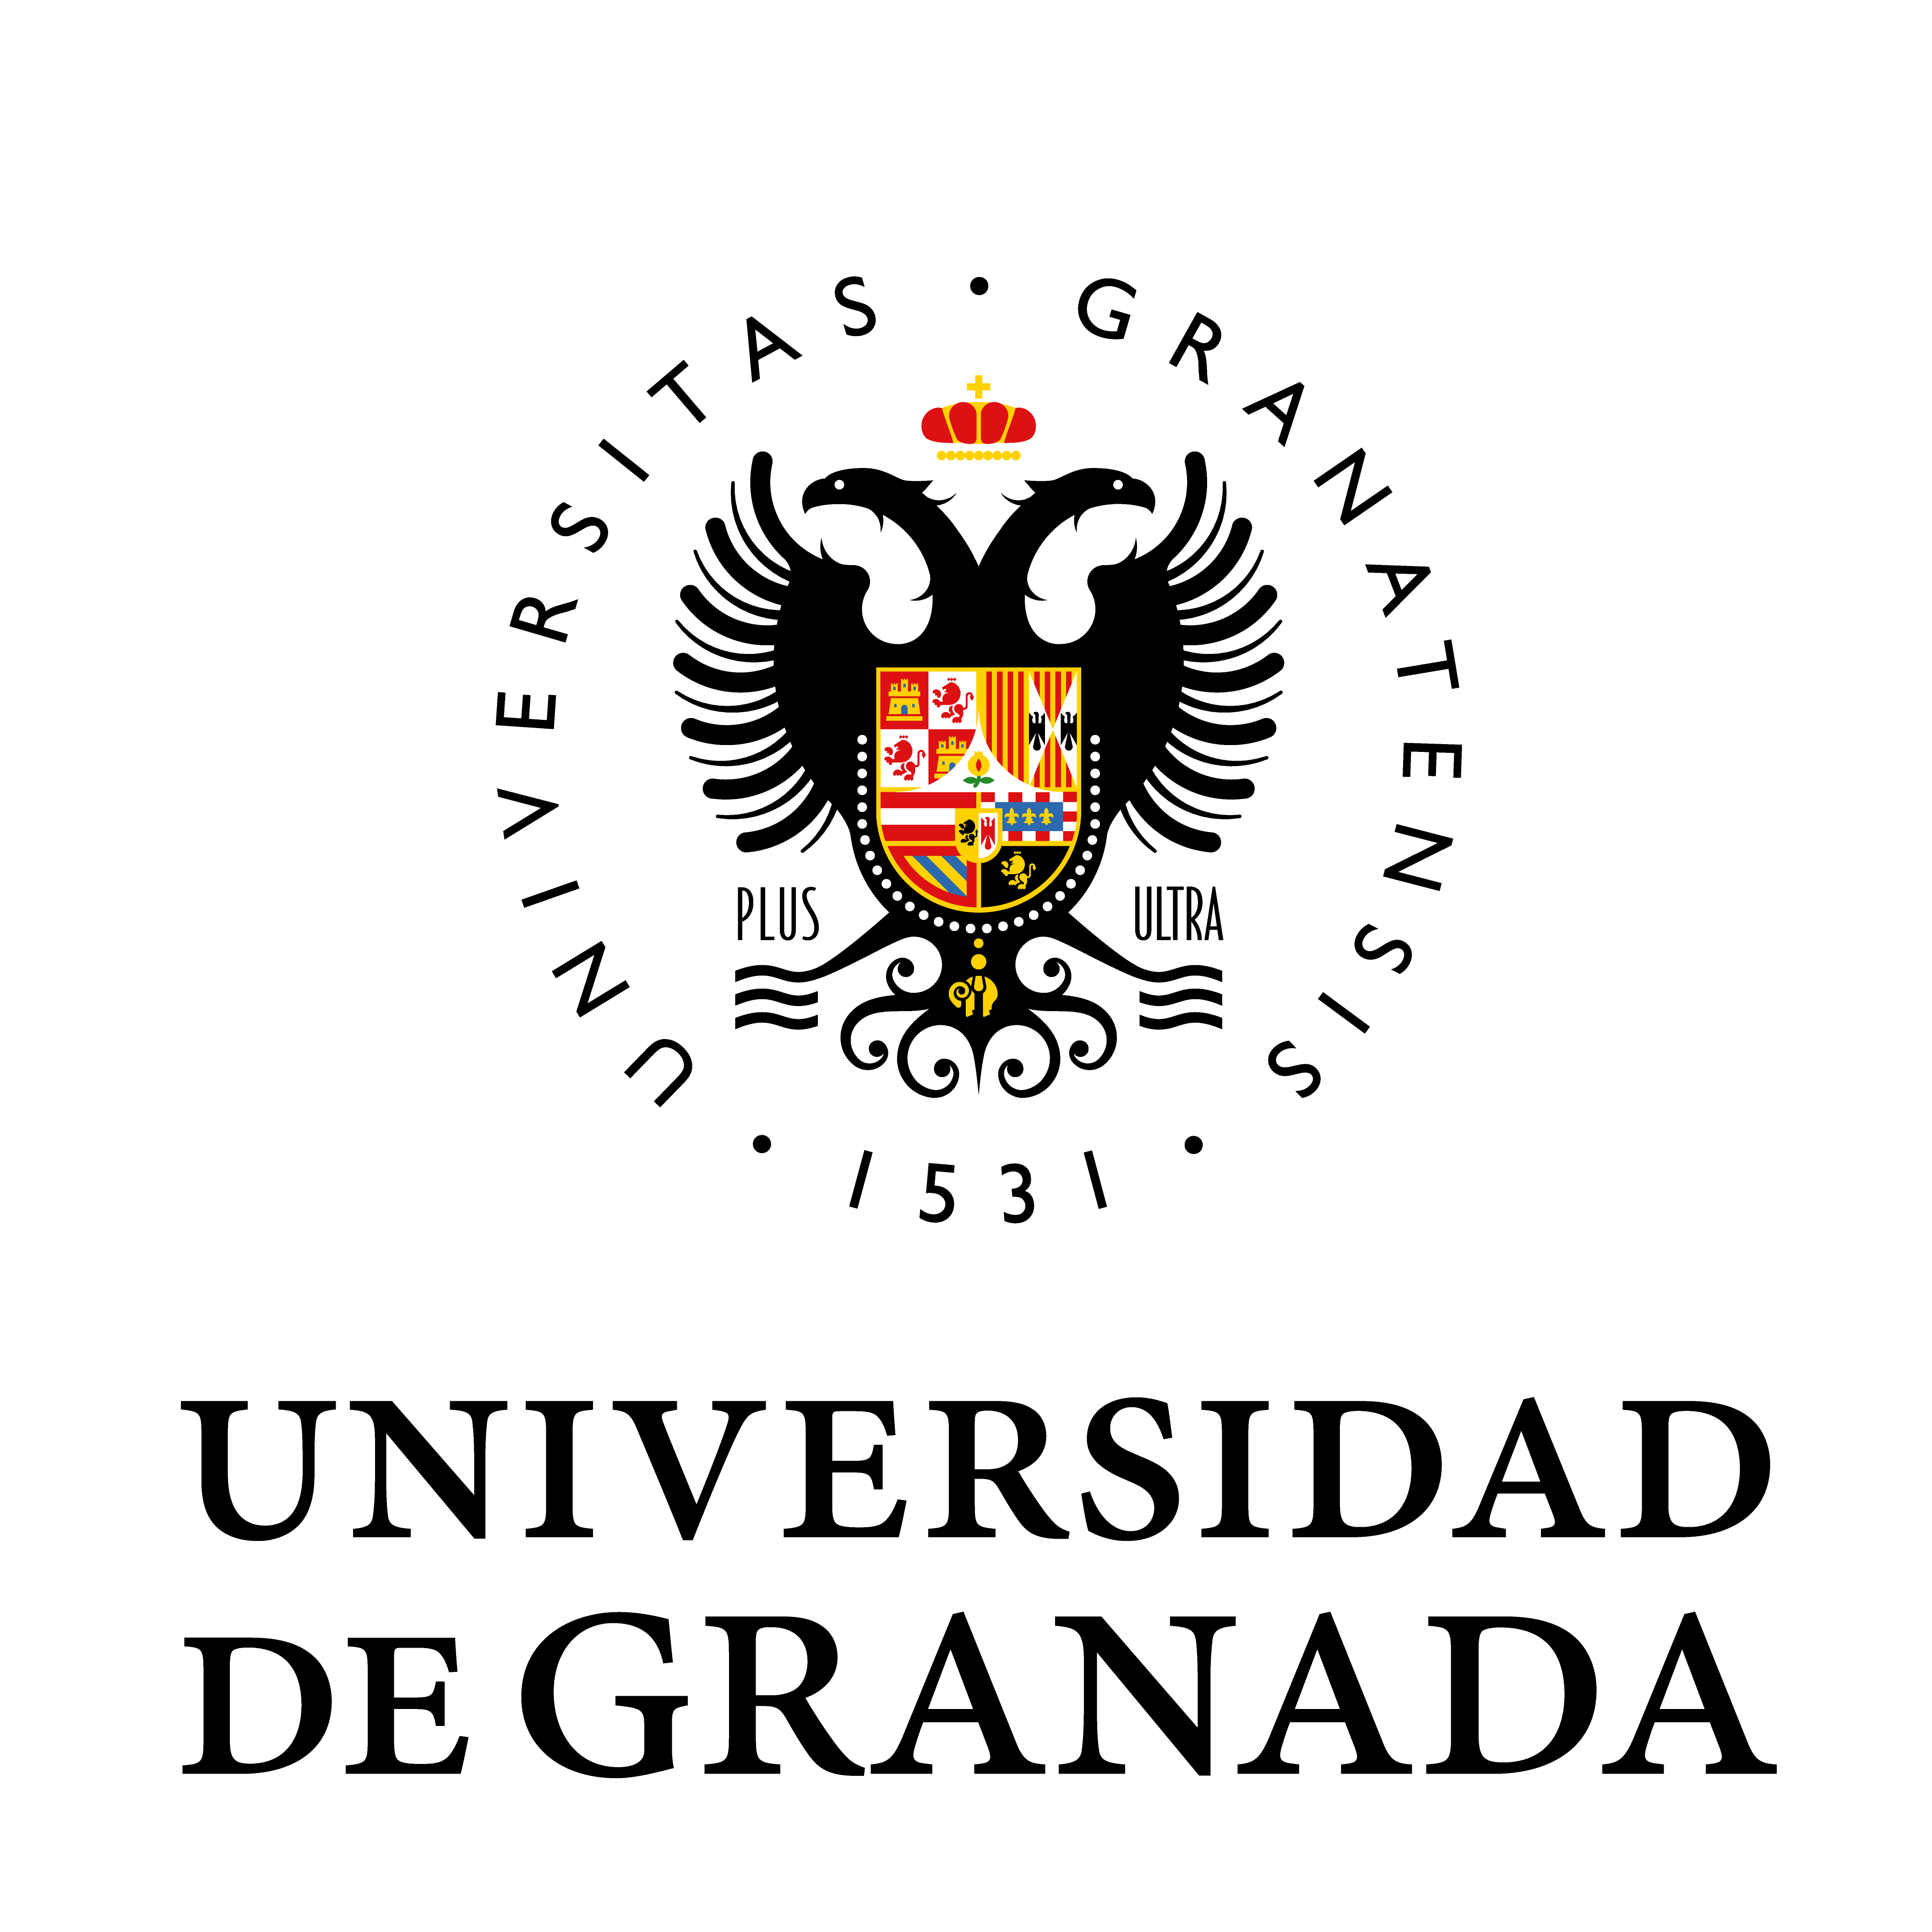 UNIVERSITAS · GRANATENSIS
PLUS ULTRA
· 1531 ·
UNIVERSIDAD
DE GRANADA